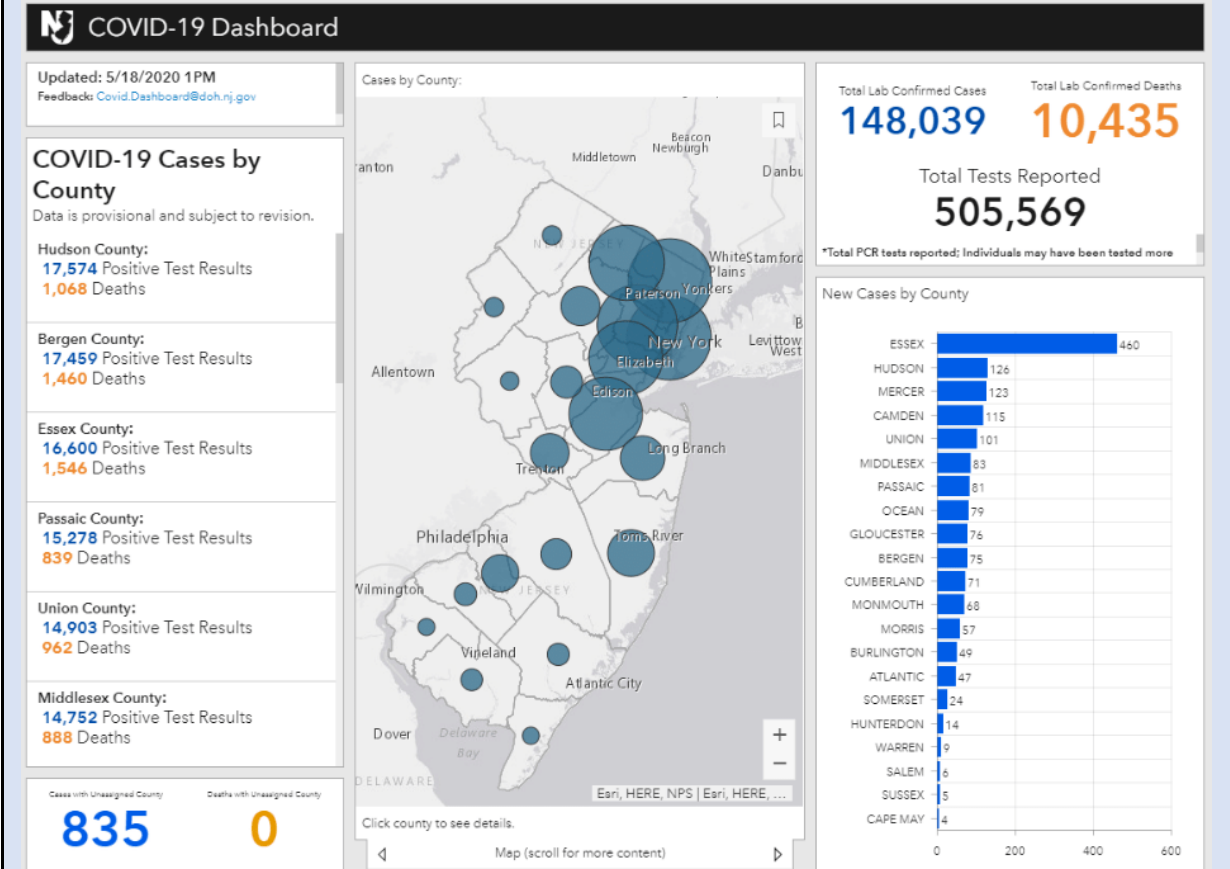 NJ COVID-19 Dashboard
Updated: 5/18/2020 1PM
Feedback: Covid.Dashboard@doh.nj.gov
COVID-19 Cases by
County
Data is provisional and subject to revision.
Hudson County:
17,574 Positive Test Results
1,068 Deaths
Bergen County:
17,459 Positive Test Results
1,460 Deaths
Essex County:
16,600 Positive Test Results
1,546 Deaths
Passaic County:
15,278 Positive Test Results
839 Deaths
Union County:
14,903 Positive Test Results
962 Deaths
Middlesex County:
14,752 Positive Test Results
888 Deaths
Cases with Unassigned County
835
Deaths with Unassigned County
0
Cases by County:
Beacon
Newburgh
Middletown
ranton
Danbu
NEW JERSEY
White
Plains
Stamford
Paterson
Yonkers
New York
Levittow
West
B
Elizabeth
Allentown
Edison
Long Branch
Trenton
Philadelphia
Toms River
Wilmington
NEW JERSEY
Vineland
Atlantic City
Dover
Delaware
Bay
DELAWARE
+
−
Esri, HERE, NPS | Esri, HERE, ...
Click county to see details.
Map (scroll for more content)
Total Lab Confirmed Cases
148,039
Total Lab Confirmed Deaths
10,435
Total Tests Reported
505,569
*Total PCR tests reported; Individuals may have been tested more
New Cases by County
ESSEX 460
HUDSON 126
MERCER 123
CAMDEN 115
UNION 101
MIDDLESEX 83
PASSAIC 81
OCEAN 79
GLOUCESTER 76
BERGEN 75
CUMBERLAND 71
MONMOUTH 68
MORRIS 57
BURLINGTON 49
ATLANTIC 47
SOMERSET 24
HUNTERDON 14
WARREN 9
SALEM 6
SUSSEX 5
CAPE MAY 4
0 200 400 600